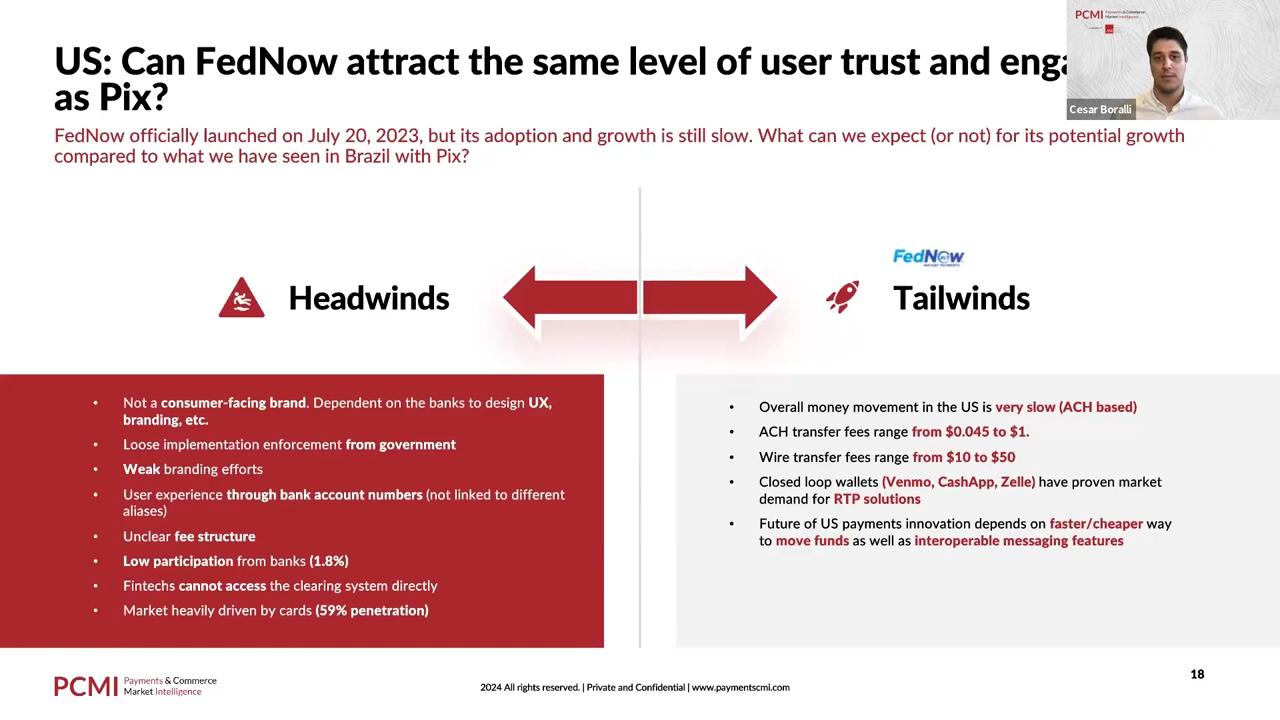 US: Can FedNow attract the same level of user trust and enga
as Pix?
FedNow officially launched on July 20, 2023, but its adoption and growth is still slow. What can we expect (or not) for its potential growth
compared to what we have seen in Brazil with Pix?
PCMI Payments & Commerce
Market Intelligence
Cesar Boralli
Headwinds
FedNow
Tailwinds
• Not a consumer-facing brand. Dependent on the banks to design UX,
branding, etc.
• Loose implementation enforcement from government
• Weak branding efforts
• User experience through bank account numbers (not linked to different
aliases)
• Unclear fee structure
• Low participation from banks (1.8%)
• Fintechs cannot access the clearing system directly
• Market heavily driven by cards (59% penetration)
• Overall money movement in the US is very slow (ACH based)
• ACH transfer fees range from $0.045 to $1.
• Wire transfer fees range from $10 to $50
• Closed loop wallets (Venmo, CashApp, Zelle) have proven market
demand for RTP solutions
• Future of US payments innovation depends on faster/cheaper way
to move funds as well as interoperable messaging features
PCMI Payments & Commerce
Market Intelligence
2024 All rights reserved. | Private and Confidential | www.paymentscmi.com
18